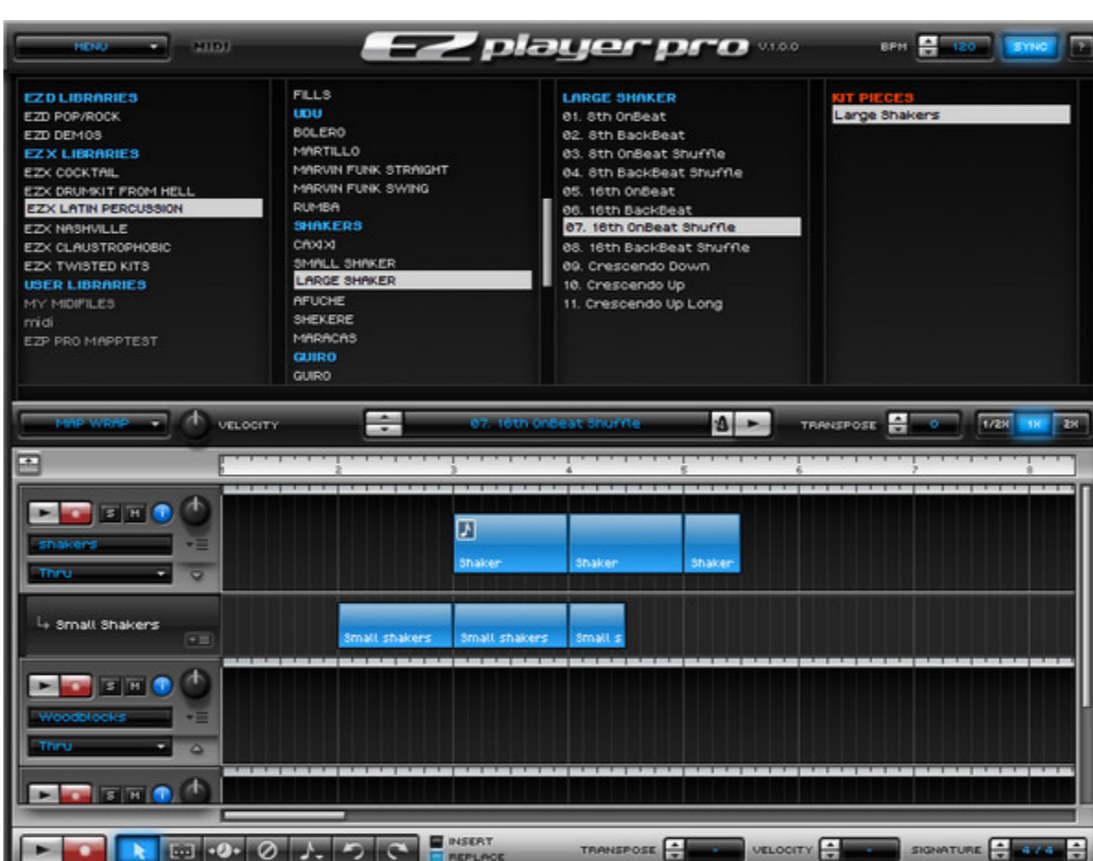 MENU
MIDI
EZ player pro V.1.0.0
BPM 120 SYNC ?
EZD LIBRARIES
EZD POP/ROCK
EZD DEMOS
EZX LIBRARIES
EZX COCKTAIL
EZX DRUMKIT FROM HELL
EZX LATIN PERCUSSION
EZX NASHVILLE
EZX CLAUSTROPHOBIC
EZX TWISTED KITS
USER LIBRARIES
MY MIDIFILES
midi
EZP PRO MAPPTEST
FILLS
UDU
BOLERO
MARTILLO
MARVIN FUNK STRAIGHT
MARVIN FUNK SWING
RUMBA
SHAKERS
CAXIXI
SMALL SHAKER
LARGE SHAKER
AFUCHE
SHEKERE
MARACAS
GUIRO
GUIRO
LARGE SHAKER
01. 8th OnBeat
02. 8th BackBeat
03. 8th OnBeat Shuffle
04. 8th BackBeat Shuffle
05. 16th OnBeat
06. 16th BackBeat
07. 16th OnBeat Shuffle
08. 16th BackBeat Shuffle
09. Crescendo Down
10. Crescendo Up
11. Crescendo Up Long
KIT PIECES
Large Shakers
MAP WRAP
VELOCITY
07. 16th OnBeat Shuffle
TRANSPOSE 0
1/2X 1X 2X
1 2 3 4 5 6 7 8
S M
shakers
Thru
Shaker Shaker Shaker
Small Shakers
Small shakers Small shakers Small s
S M
Woodblocks
Thru
S M
INSERT
REPLACE
TRANSPOSE -
VELOCITY -
SIGNATURE 4/4